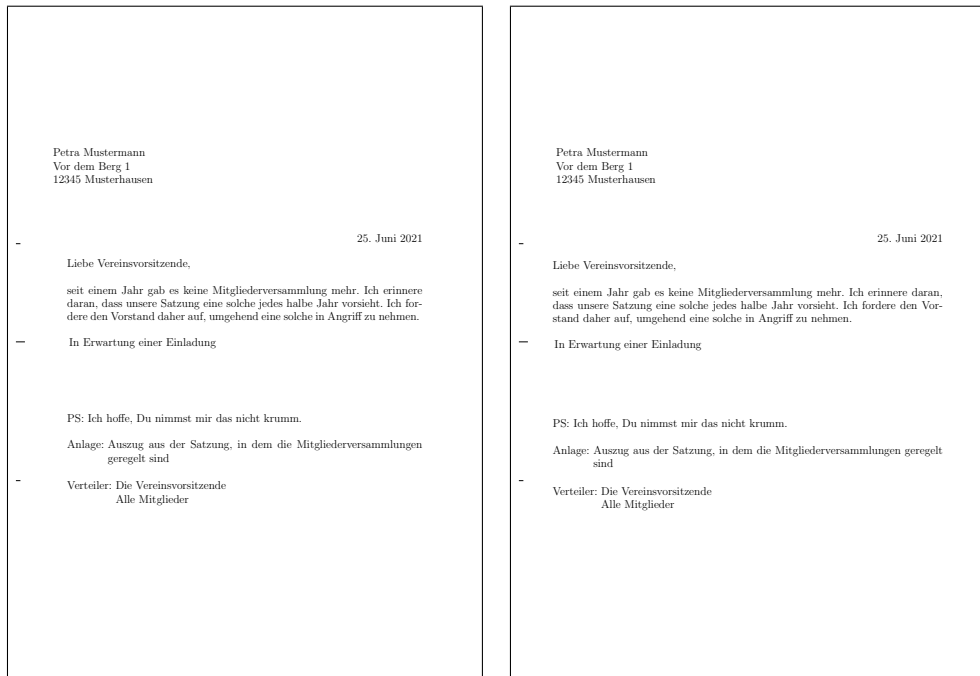 Petra Mustermann
Vor dem Berg 1
12345 Musterhausen
25. Juni 2021
Liebe Vereinsvorsitzende,
seit einem Jahr gab es keine Mitgliederversammlung mehr. Ich erinnere
daran, dass unsere Satzung eine solche jedes halbe Jahr vorsieht. Ich for-
dere den Vorstand daher auf, umgehend eine solche in Angriff zu nehmen.
In Erwartung einer Einladung
PS: Ich hoffe, Du nimmst mir das nicht krumm.
Anlage: Auszug aus der Satzung, in dem die Mitgliederversammlungen
geregelt sind
Verteiler: Die Vereinsvorsitzende
Alle Mitglieder
Petra Mustermann
Vor dem Berg 1
12345 Musterhausen
25. Juni 2021
Liebe Vereinsvorsitzende,
seit einem Jahr gab es keine Mitgliederversammlung mehr. Ich erinnere daran,
dass unsere Satzung eine solche jedes halbe Jahr vorsieht. Ich fordere den Vor-
stand daher auf, umgehend eine solche in Angriff zu nehmen.
In Erwartung einer Einladung
PS: Ich hoffe, Du nimmst mir das nicht krumm.
Anlage: Auszug aus der Satzung, in dem die Mitgliederversammlungen geregelt
sind
Verteiler: Die Vereinsvorsitzende
Alle Mitglieder